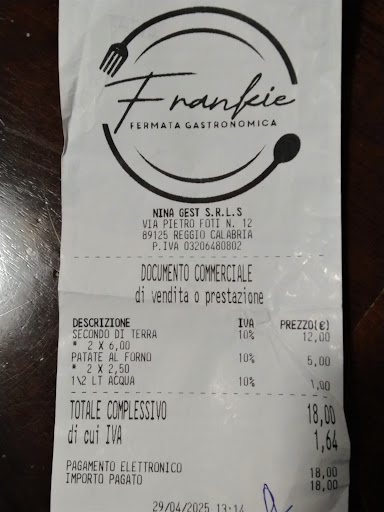 Frankie
FERMATA GASTRONOMICA
NINA GEST S.R.L.S
VIA PIETRO FOTI N. 12
89125 REGGIO CALABRIA
P.IVA 03206480802
DOCUMENTO COMMERCIALE
di vendita o prestazione
DESCRIZIONE IVA PREZZO(€)
SECONDO DI TERRA 10% 12,00
* 2 X 6,00
PATATE AL FORNO 10% 5,00
* 2 X 2,50
1\2 LT ACQUA 10% 1,00
TOTALE COMPLESSIVO 18,00
di cui IVA 1,64
PAGAMENTO ELETTRONICO 18,00
IMPORTO PAGATO 18,00
29/04/2025 13:14